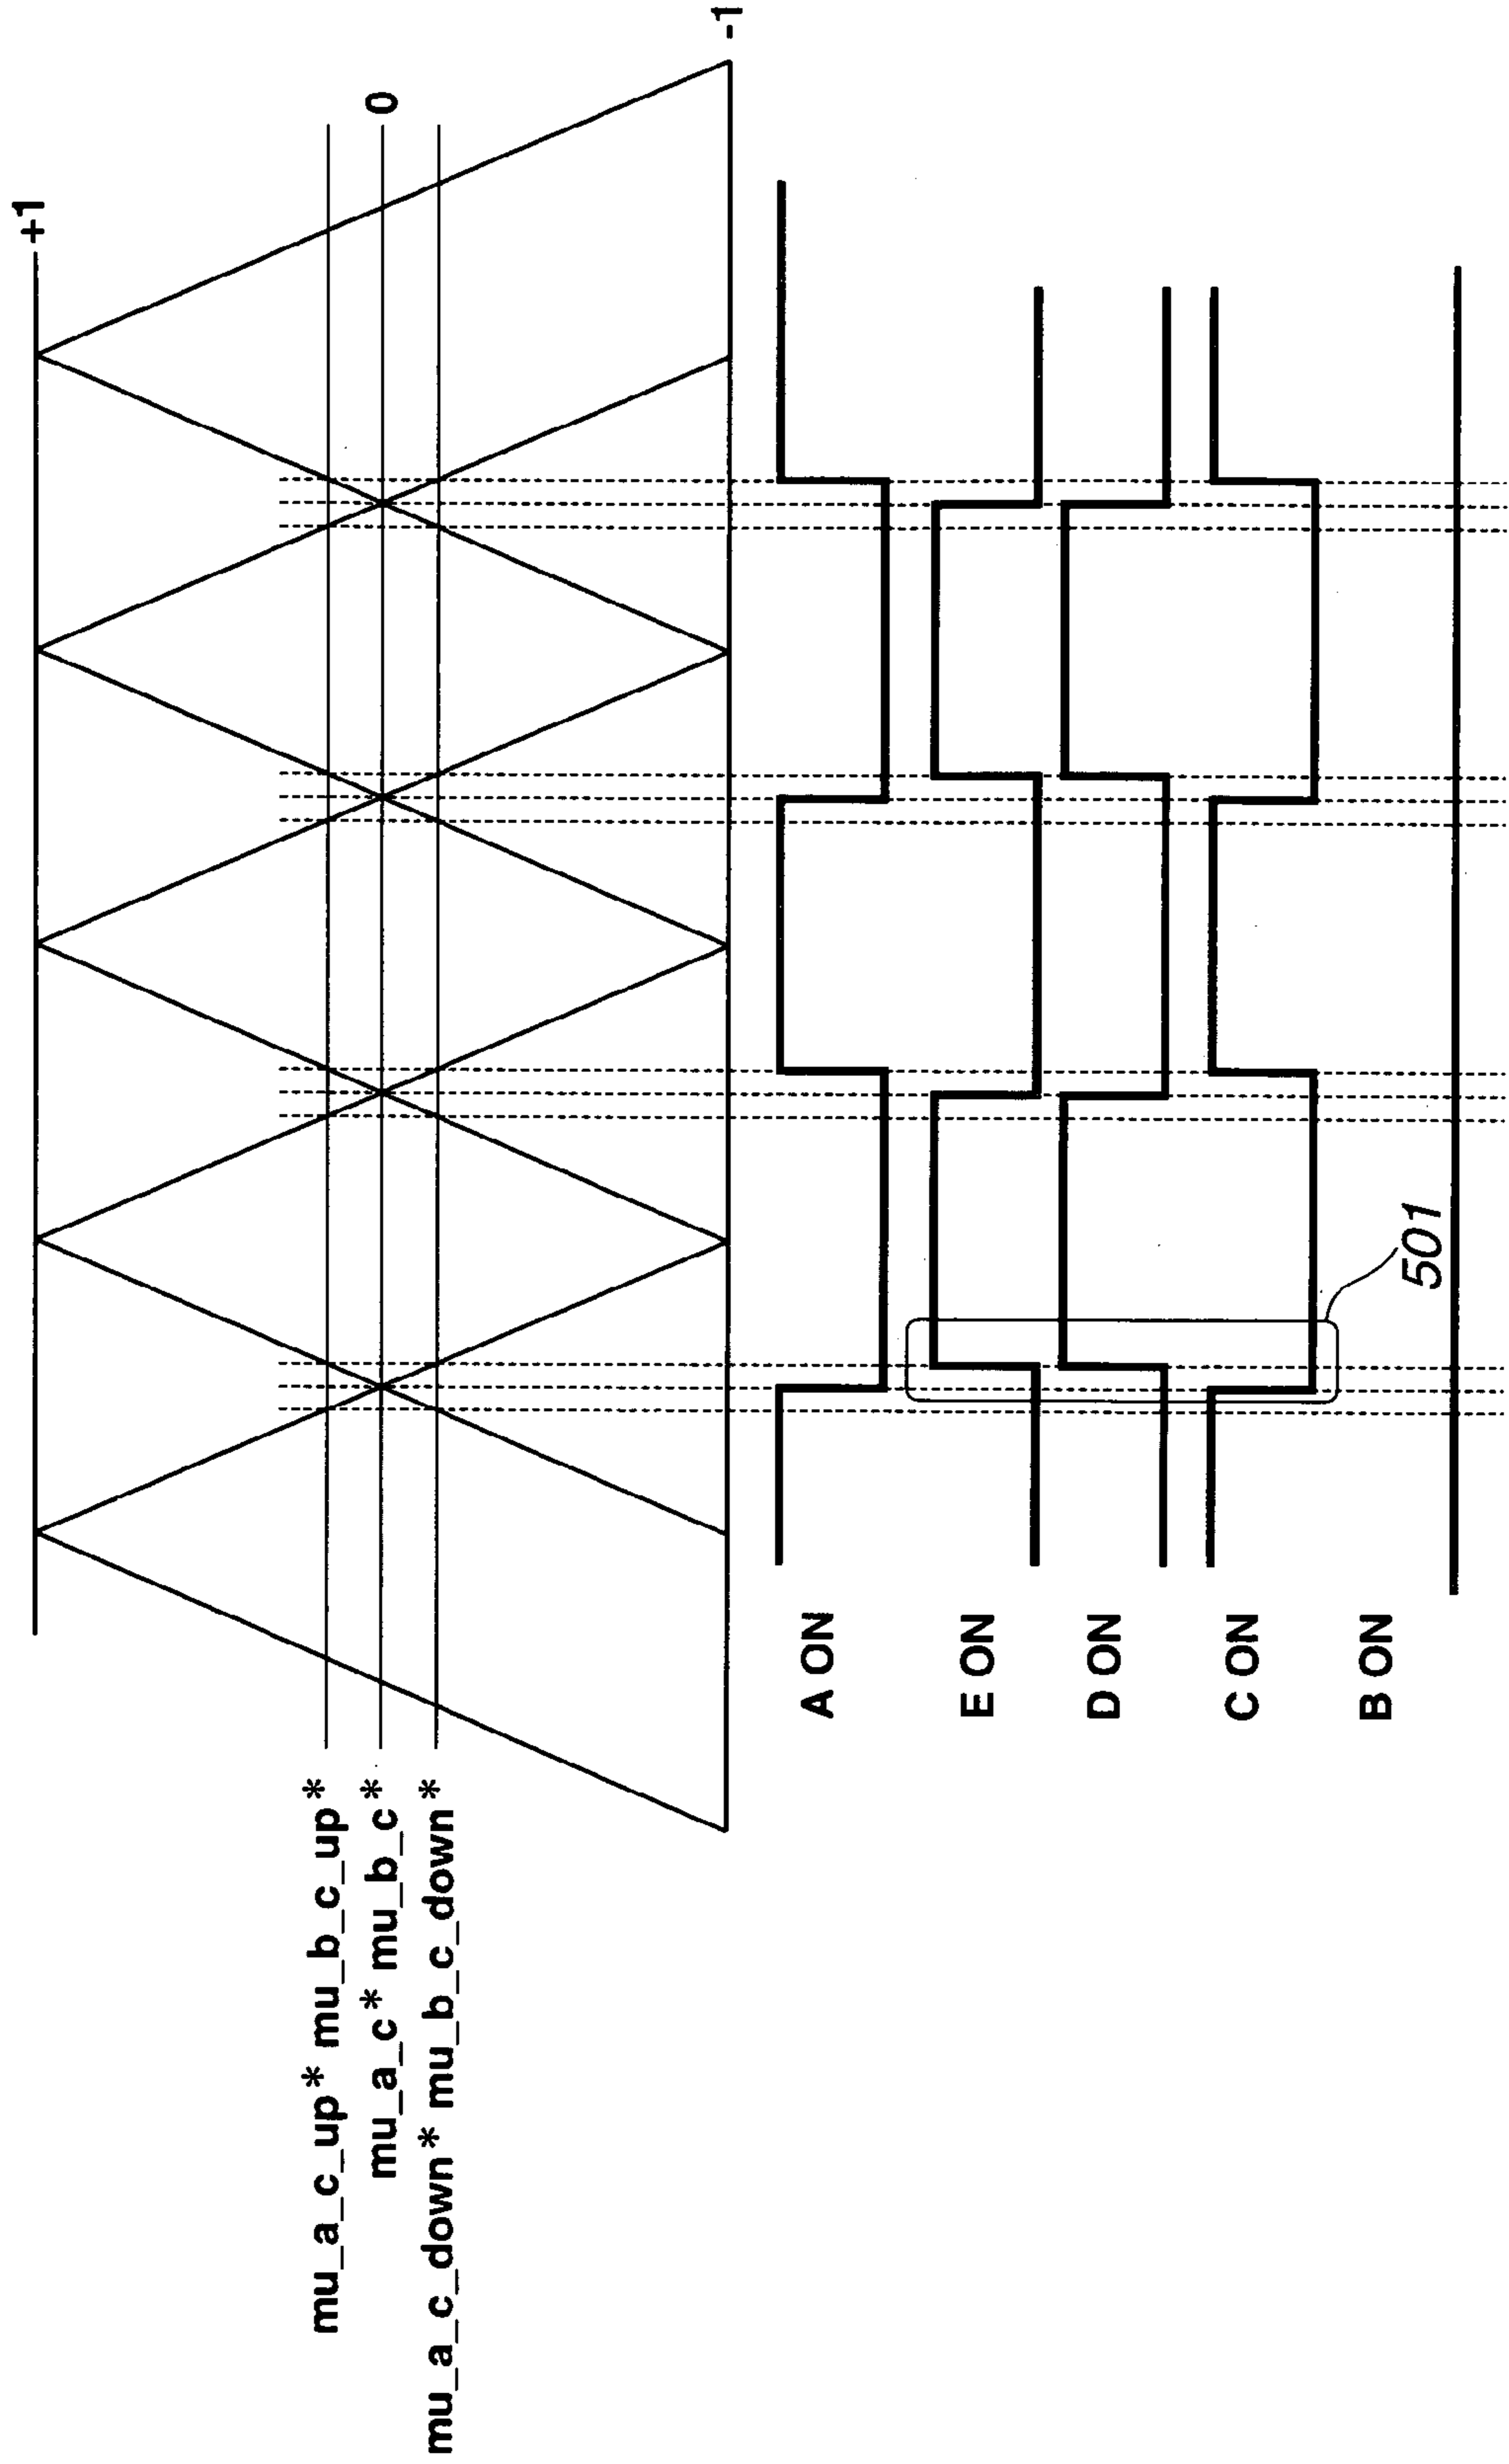 +1
mu_a_c_up* mu_b_c_up*
mu_a_c* mu_b_c*
0
mu_a_c_down* mu_b_c_down*
-1
A ON
E ON
D ON
C ON
501
B ON